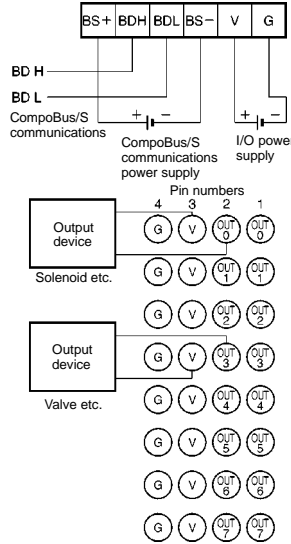 BS+ BDH BDL BS− V G
BD H
BD L
CompoBus/S
communications
+ −
CompoBus/S
communications
power supply
+ −
I/O power
supply
Pin numbers
4 3 2 1
Output
device
Solenoid etc.
G V OUT 0 OUT 0
G V OUT 1 OUT 1
G V OUT 2 OUT 2
Output
device
Valve etc.
G V OUT 3 OUT 3
G V OUT 4 OUT 4
G V OUT 5 OUT 5
G V OUT 6 OUT 6
G V OUT 7 OUT 7